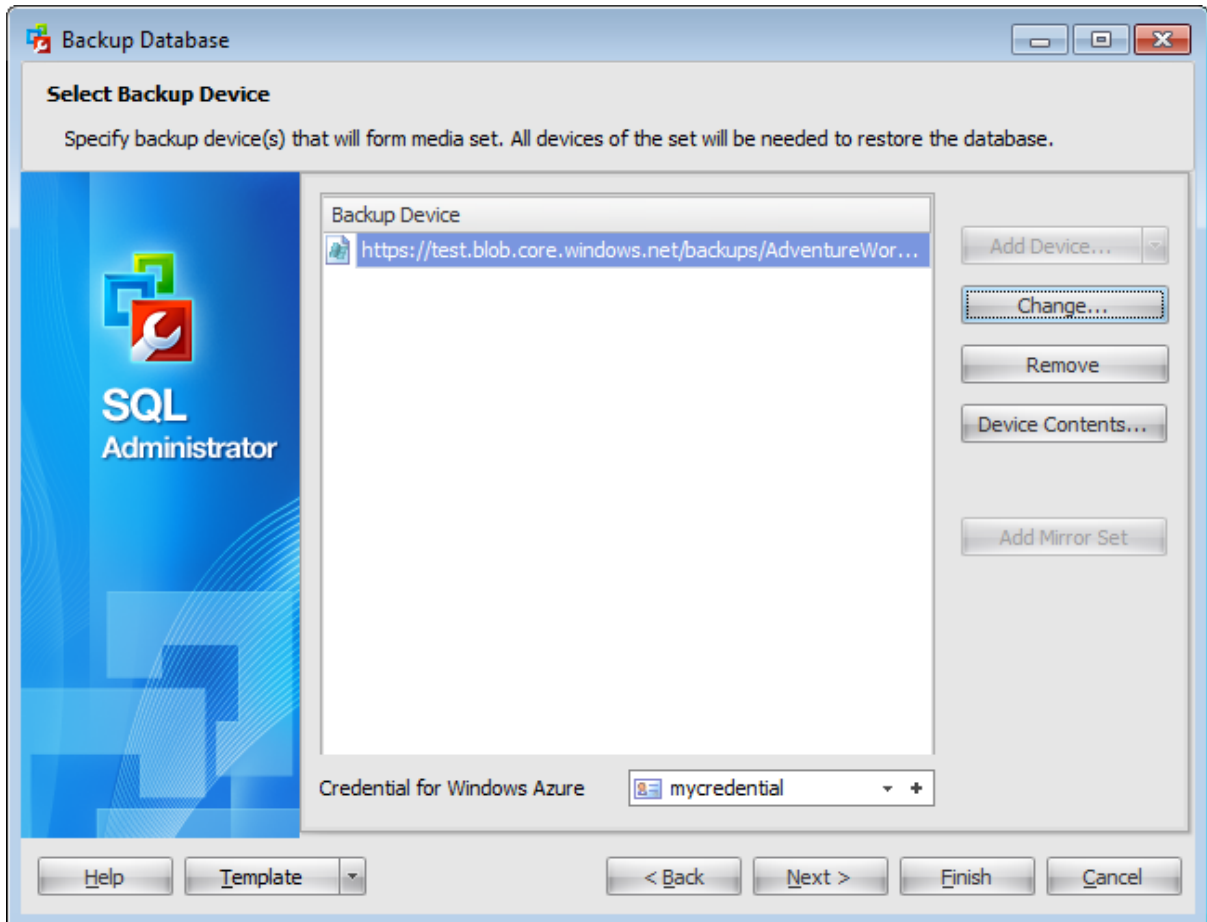 Backup Database
Select Backup Device
Specify backup device(s) that will form media set. All devices of the set will be needed to restore the database.
SQL
Administrator
Backup Device
https://test.blob.core.windows.net/backups/AdventureWor...
Add Device...
Change...
Remove
Device Contents...
Add Mirror Set
Credential for Windows Azure
mycredential
Help
Template
< Back
Next >
Finish
Cancel